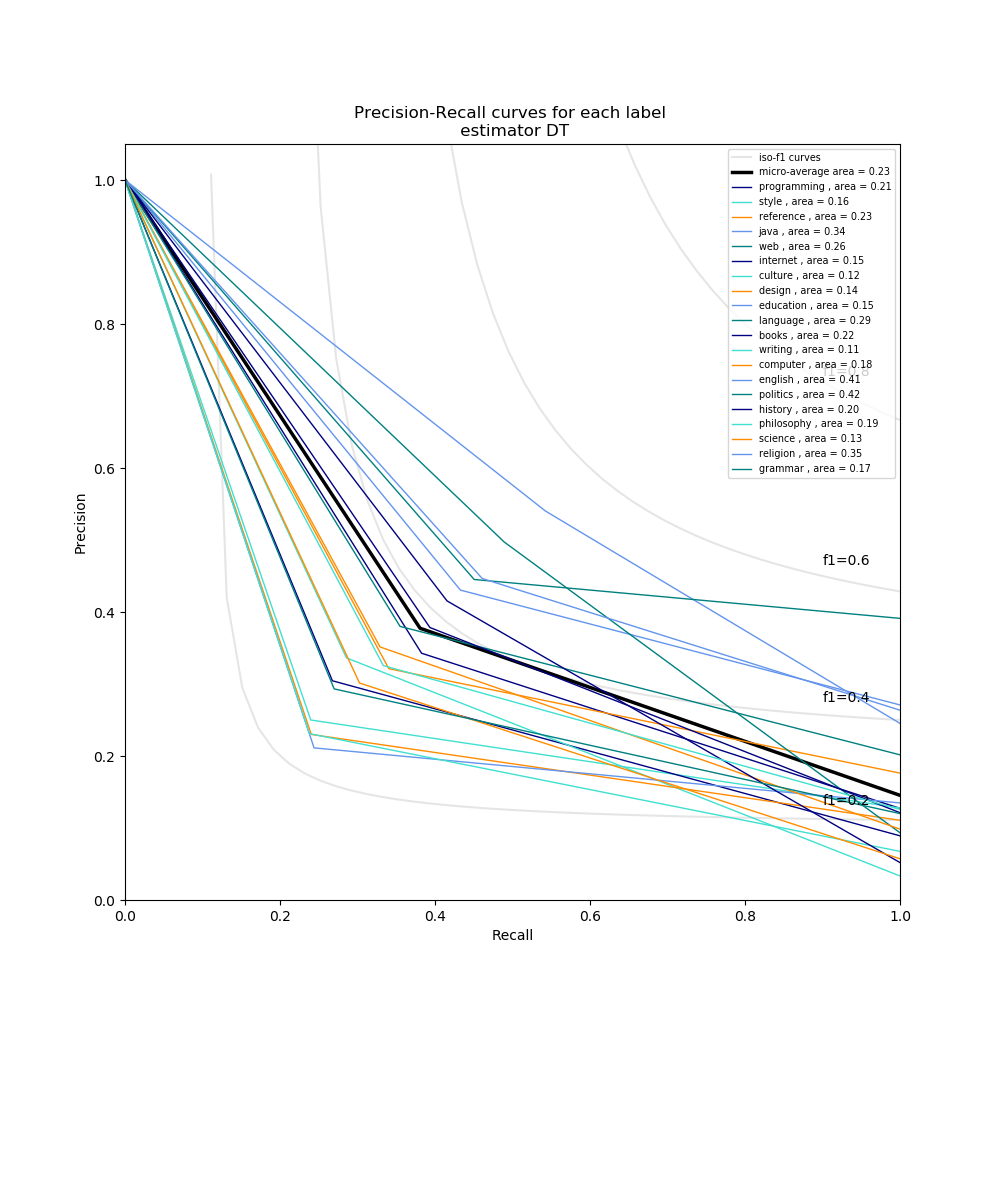 Precision-Recall curves for each label
estimator DT
iso-f1 curves
micro-average area = 0.23
programming , area = 0.21
style , area = 0.16
reference , area = 0.23
java , area = 0.34
web , area = 0.26
internet , area = 0.15
culture , area = 0.12
design , area = 0.14
education , area = 0.15
language , area = 0.29
books , area = 0.22
writing , area = 0.11
computer , area = 0.18
english , area = 0.41
politics , area = 0.42
history , area = 0.20
philosophy , area = 0.19
science , area = 0.13
religion , area = 0.35
grammar , area = 0.17
f1=0.8
f1=0.6
f1=0.4
f1=0.2
Precision
1.0
0.8
0.6
0.4
0.2
0.0
0.0 0.2 0.4 0.6 0.8 1.0
Recall